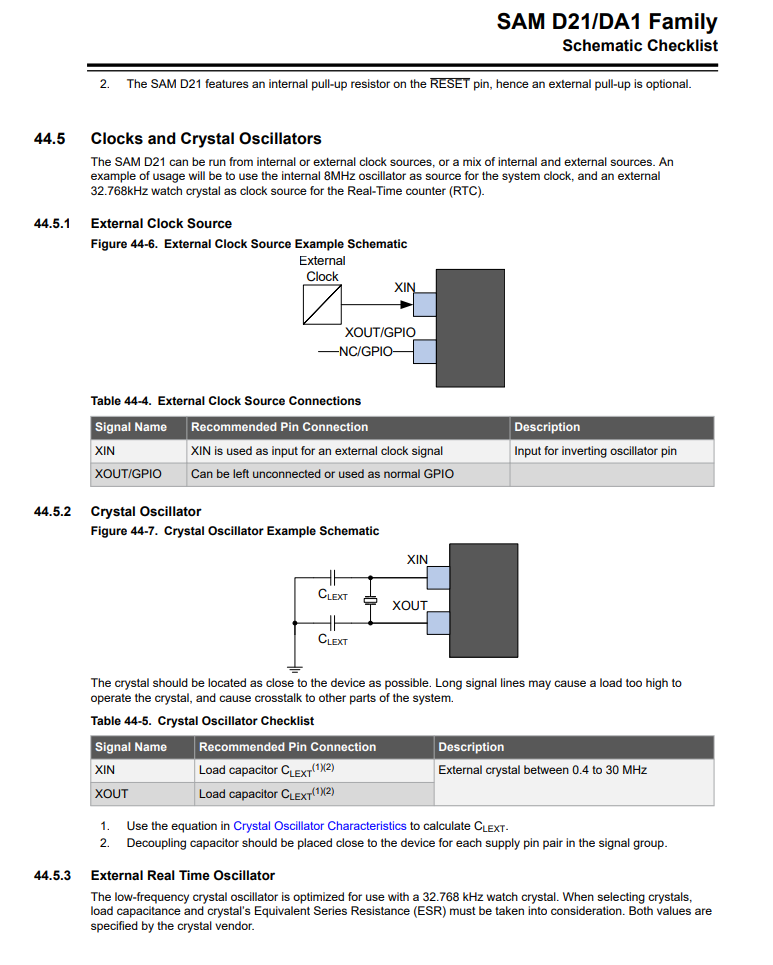 SAM D21/DA1 Family
Schematic Checklist
2. The SAM D21 features an internal pull-up resistor on the RESET pin, hence an external pull-up is optional.
44.5 Clocks and Crystal Oscillators
The SAM D21 can be run from internal or external clock sources, or a mix of internal and external sources. An
example of usage will be to use the internal 8MHz oscillator as source for the system clock, and an external
32.768kHz watch crystal as clock source for the Real-Time counter (RTC).
44.5.1 External Clock Source
Figure 44-6. External Clock Source Example Schematic
External
Clock
XIN
XOUT/GPIO
NC/GPIO
Table 44-4. External Clock Source Connections
Signal Name Recommended Pin Connection Description
XIN XIN is used as input for an external clock signal Input for inverting oscillator pin
XOUT/GPIO Can be left unconnected or used as normal GPIO
44.5.2 Crystal Oscillator
Figure 44-7. Crystal Oscillator Example Schematic
XIN
CLEXT
XOUT
CLEXT
The crystal should be located as close to the device as possible. Long signal lines may cause a load too high to
operate the crystal, and cause crosstalk to other parts of the system.
Table 44-5. Crystal Oscillator Checklist
Signal Name Recommended Pin Connection Description
XIN Load capacitor CLEXT(1)(2) External crystal between 0.4 to 30 MHz
XOUT Load capacitor CLEXT(1)(2)
1. Use the equation in Crystal Oscillator Characteristics to calculate CLEXT.
2. Decoupling capacitor should be placed close to the device for each supply pin pair in the signal group.
44.5.3 External Real Time Oscillator
The low-frequency crystal oscillator is optimized for use with a 32.768 kHz watch crystal. When selecting crystals,
load capacitance and crystal's Equivalent Series Resistance (ESR) must be taken into consideration. Both values are
specified by the crystal vendor.